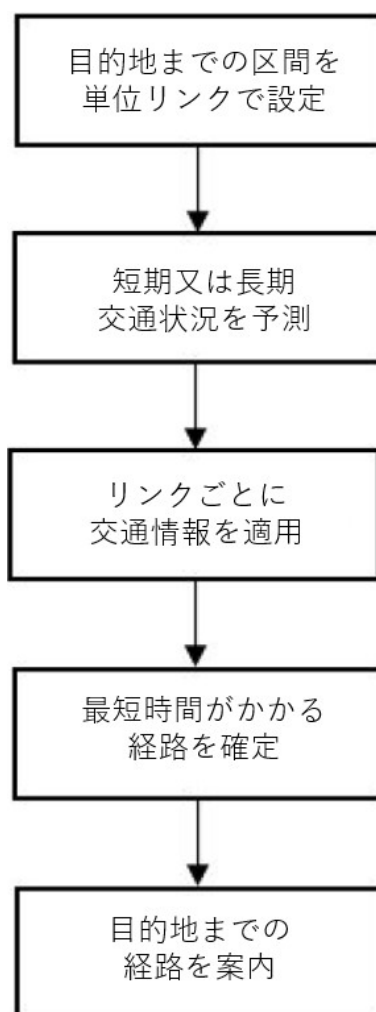 目的地までの区間を
単位リンクで設定
短期又は長期
交通状況を予測
リンクごとに
交通情報を適用
最短時間がかかる
経路を確定
目的地までの
経路を案内